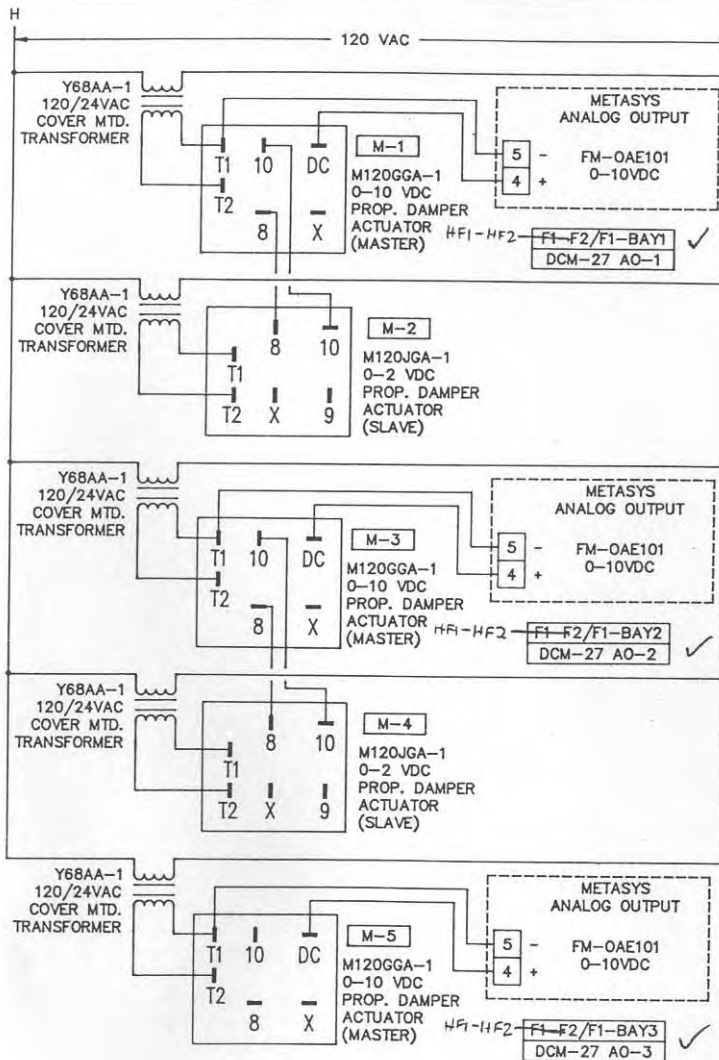 H
120 VAC
Y68AA-1
120/24VAC
COVER MTD.
TRANSFORMER
T1 10 DC
T2
8 X
M-1
M120GGA-1
0-10 VDC
PROP. DAMPER
ACTUATOR
(MASTER)
METASYS
ANALOG OUTPUT
5 -
4 +
FM-OAE101
0-10VDC
HF1-HF2 F1-F2/F1-BAY1
DCM-27 AO-1
Y68AA-1
120/24VAC
COVER MTD.
TRANSFORMER
8 10
T1
T2 X 9
M-2
M120JGA-1
0-2 VDC
PROP. DAMPER
ACTUATOR
(SLAVE)
Y68AA-1
120/24VAC
COVER MTD.
TRANSFORMER
T1 10 DC
T2
8 X
M-3
M120GGA-1
0-10 VDC
PROP. DAMPER
ACTUATOR
(MASTER)
METASYS
ANALOG OUTPUT
5 -
4 +
FM-OAE101
0-10VDC
HF1-HF2 F1-F2/F1-BAY2
DCM-27 AO-2
Y68AA-1
120/24VAC
COVER MTD.
TRANSFORMER
8 10
T1
T2 X 9
M-4
M120JGA-1
0-2 VDC
PROP. DAMPER
ACTUATOR
(SLAVE)
Y68AA-1
120/24VAC
COVER MTD.
TRANSFORMER
T1 10 DC
T2
8 X
M-5
M120GGA-1
0-10 VDC
PROP. DAMPER
ACTUATOR
(MASTER)
METASYS
ANALOG OUTPUT
5 -
4 +
FM-OAE101
0-10VDC
HF1-HF2 F1-F2/F1-BAY3
DCM-27 AO-3